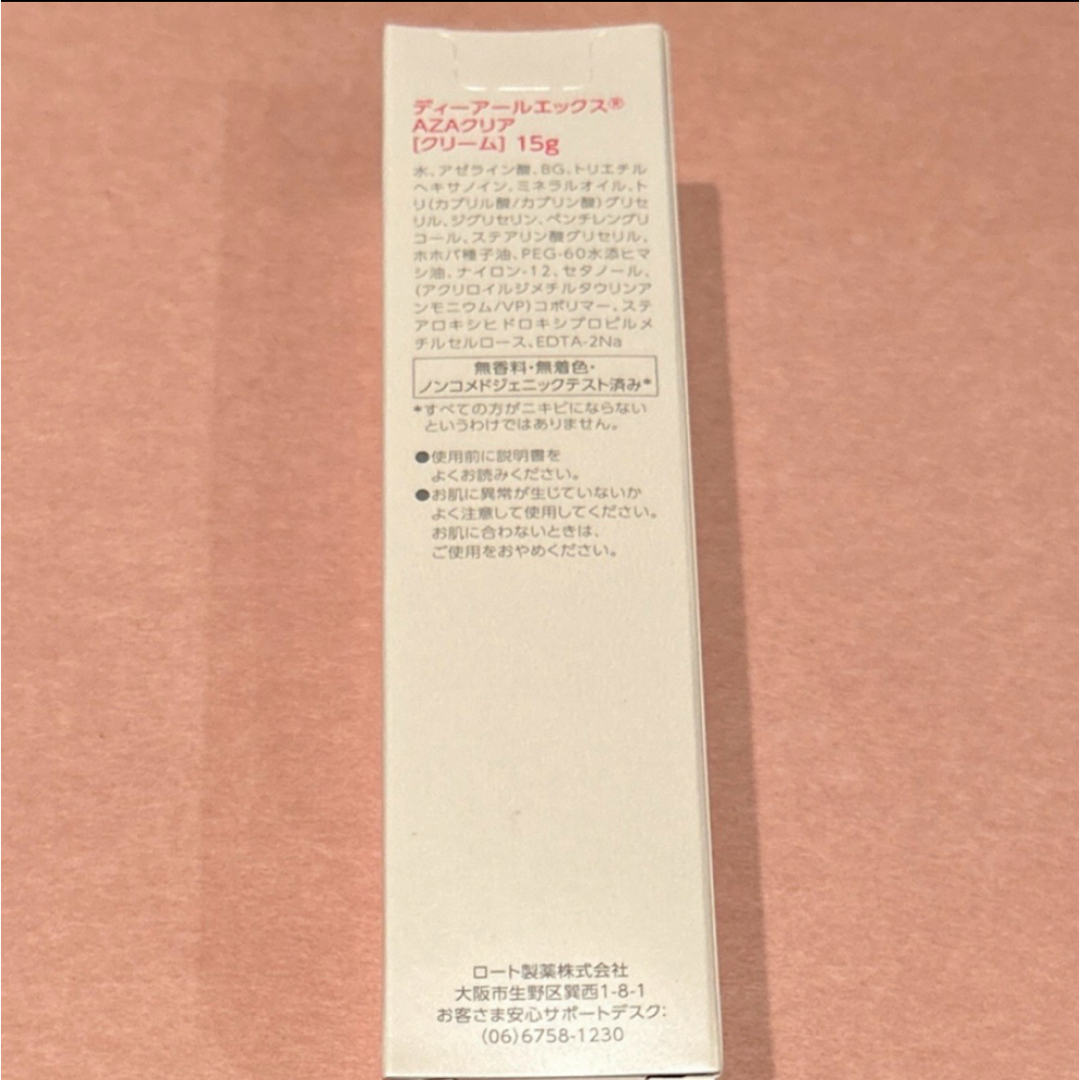 ディーアールエックス®
AZAクリア
[クリーム] 15g
水、アゼライン酸、BG、トリエチル
ヘキサノイン、ミネラルオイル、ト
リ(カプリル酸/カプリン酸)グリセ
リル、ジグリセリン、ペンチレングリ
コール、ステアリン酸グリセリル、
ホホバ種子油、PEG-60水添ヒマ
シ油、ナイロン-12、セタノール、
(アクリロイルジメチルタウリンア
ンモニウム/VP)コポリマー、ステ
アロキシヒドロキシプロピルメ
チルセルロース、EDTA-2Na
無香料・無着色・
ノンコメドジェニックテスト済み*
*すべての方がニキビにならない
というわけではありません。
●使用前に説明書を
よくお読みください。
●お肌に異常が生じていないか
よく注意して使用してください。
お肌に合わないときは、
ご使用をおやめください。
ロート製薬株式会社
大阪市生野区巽西1-8-1
お客さま安心サポートデスク:
(06)6758-1230